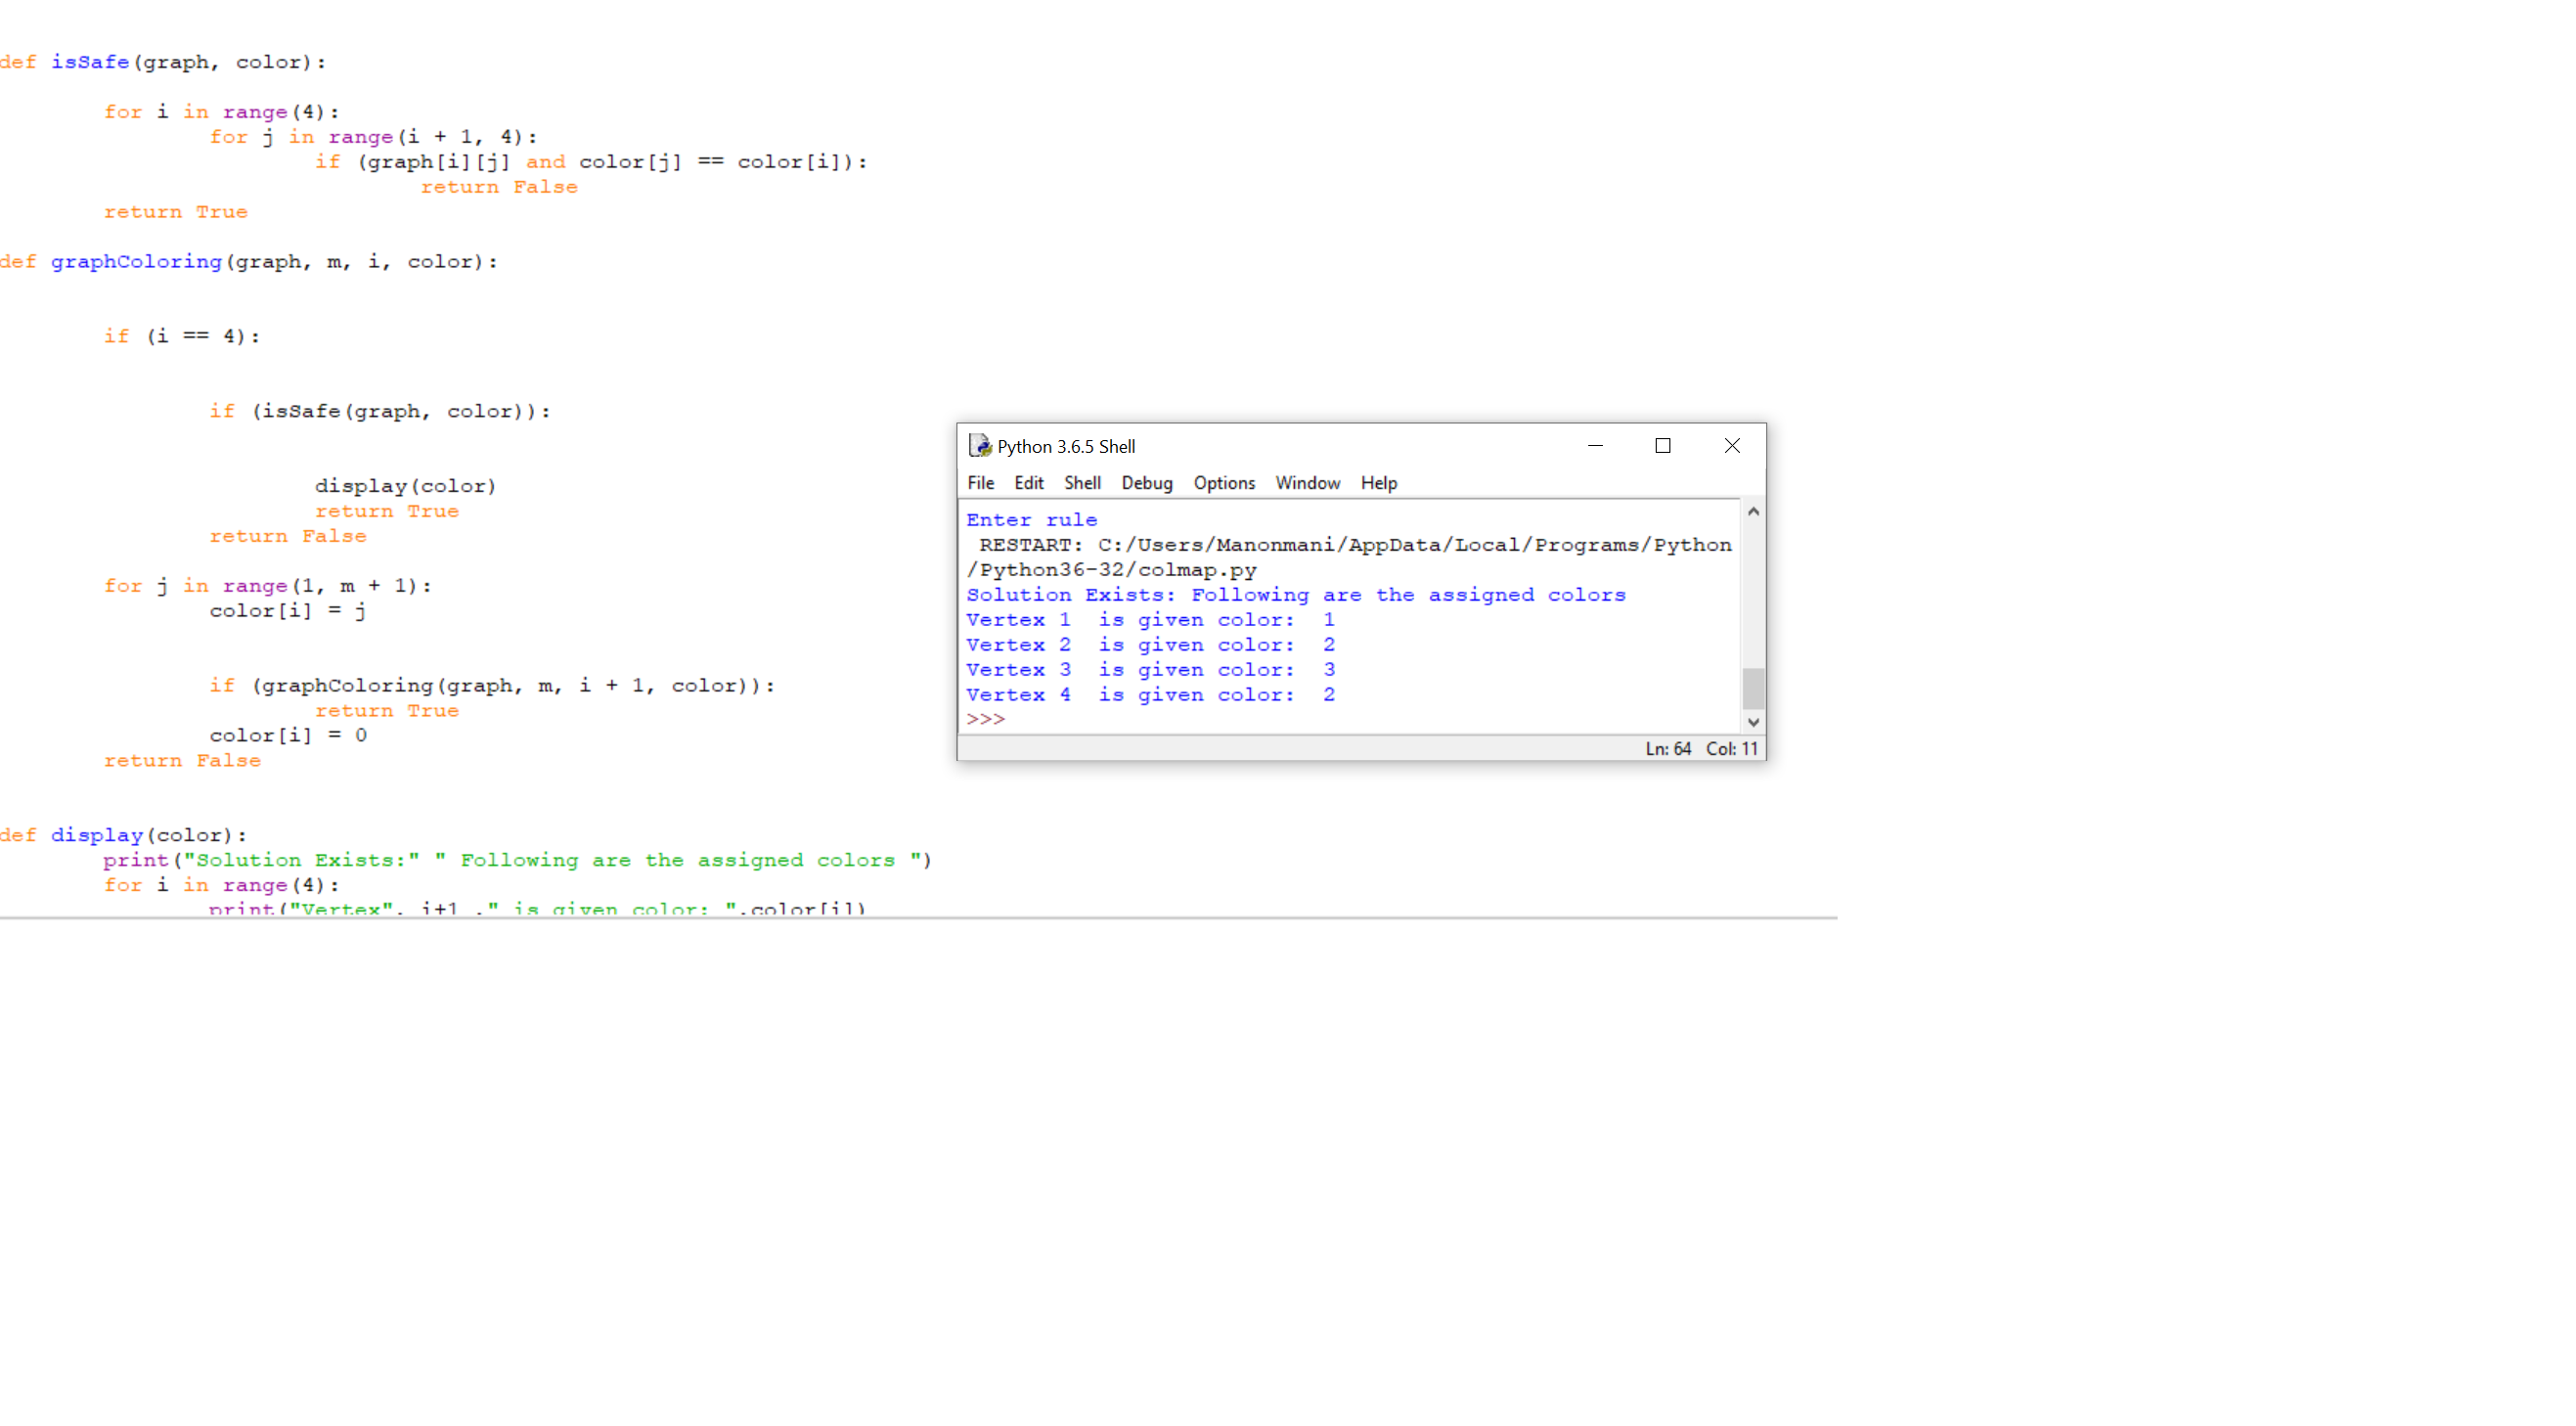 def isSafe(graph, color):
for i in range(4):
for j in range(i + 1, 4):
if (graph[i][j] and color[j] == color[i]):
return False
return True
def graphColoring(graph, m, i, color):
if (i == 4):
if (isSafe(graph, color)):
display(color)
return True
return False
for j in range(1, m + 1):
color[i] = j
if (graphColoring(graph, m, i + 1, color)):
return True
color[i] = 0
return False
def display(color):
print("Solution Exists:" " Following are the assigned colors ")
for i in range(4):
print("Vertex", i+1 ," is given color: ",color[i])
Python 3.6.5 Shell
File Edit Shell Debug Options Window Help
Enter rule
RESTART: C:/Users/Manonmani/AppData/Local/Programs/Python
/Python36-32/colmap.py
Solution Exists: Following are the assigned colors
Vertex 1  is given color:  1
Vertex 2  is given color:  2
Vertex 3  is given color:  3
Vertex 4  is given color:  2
>>>
Ln: 64 Col: 11